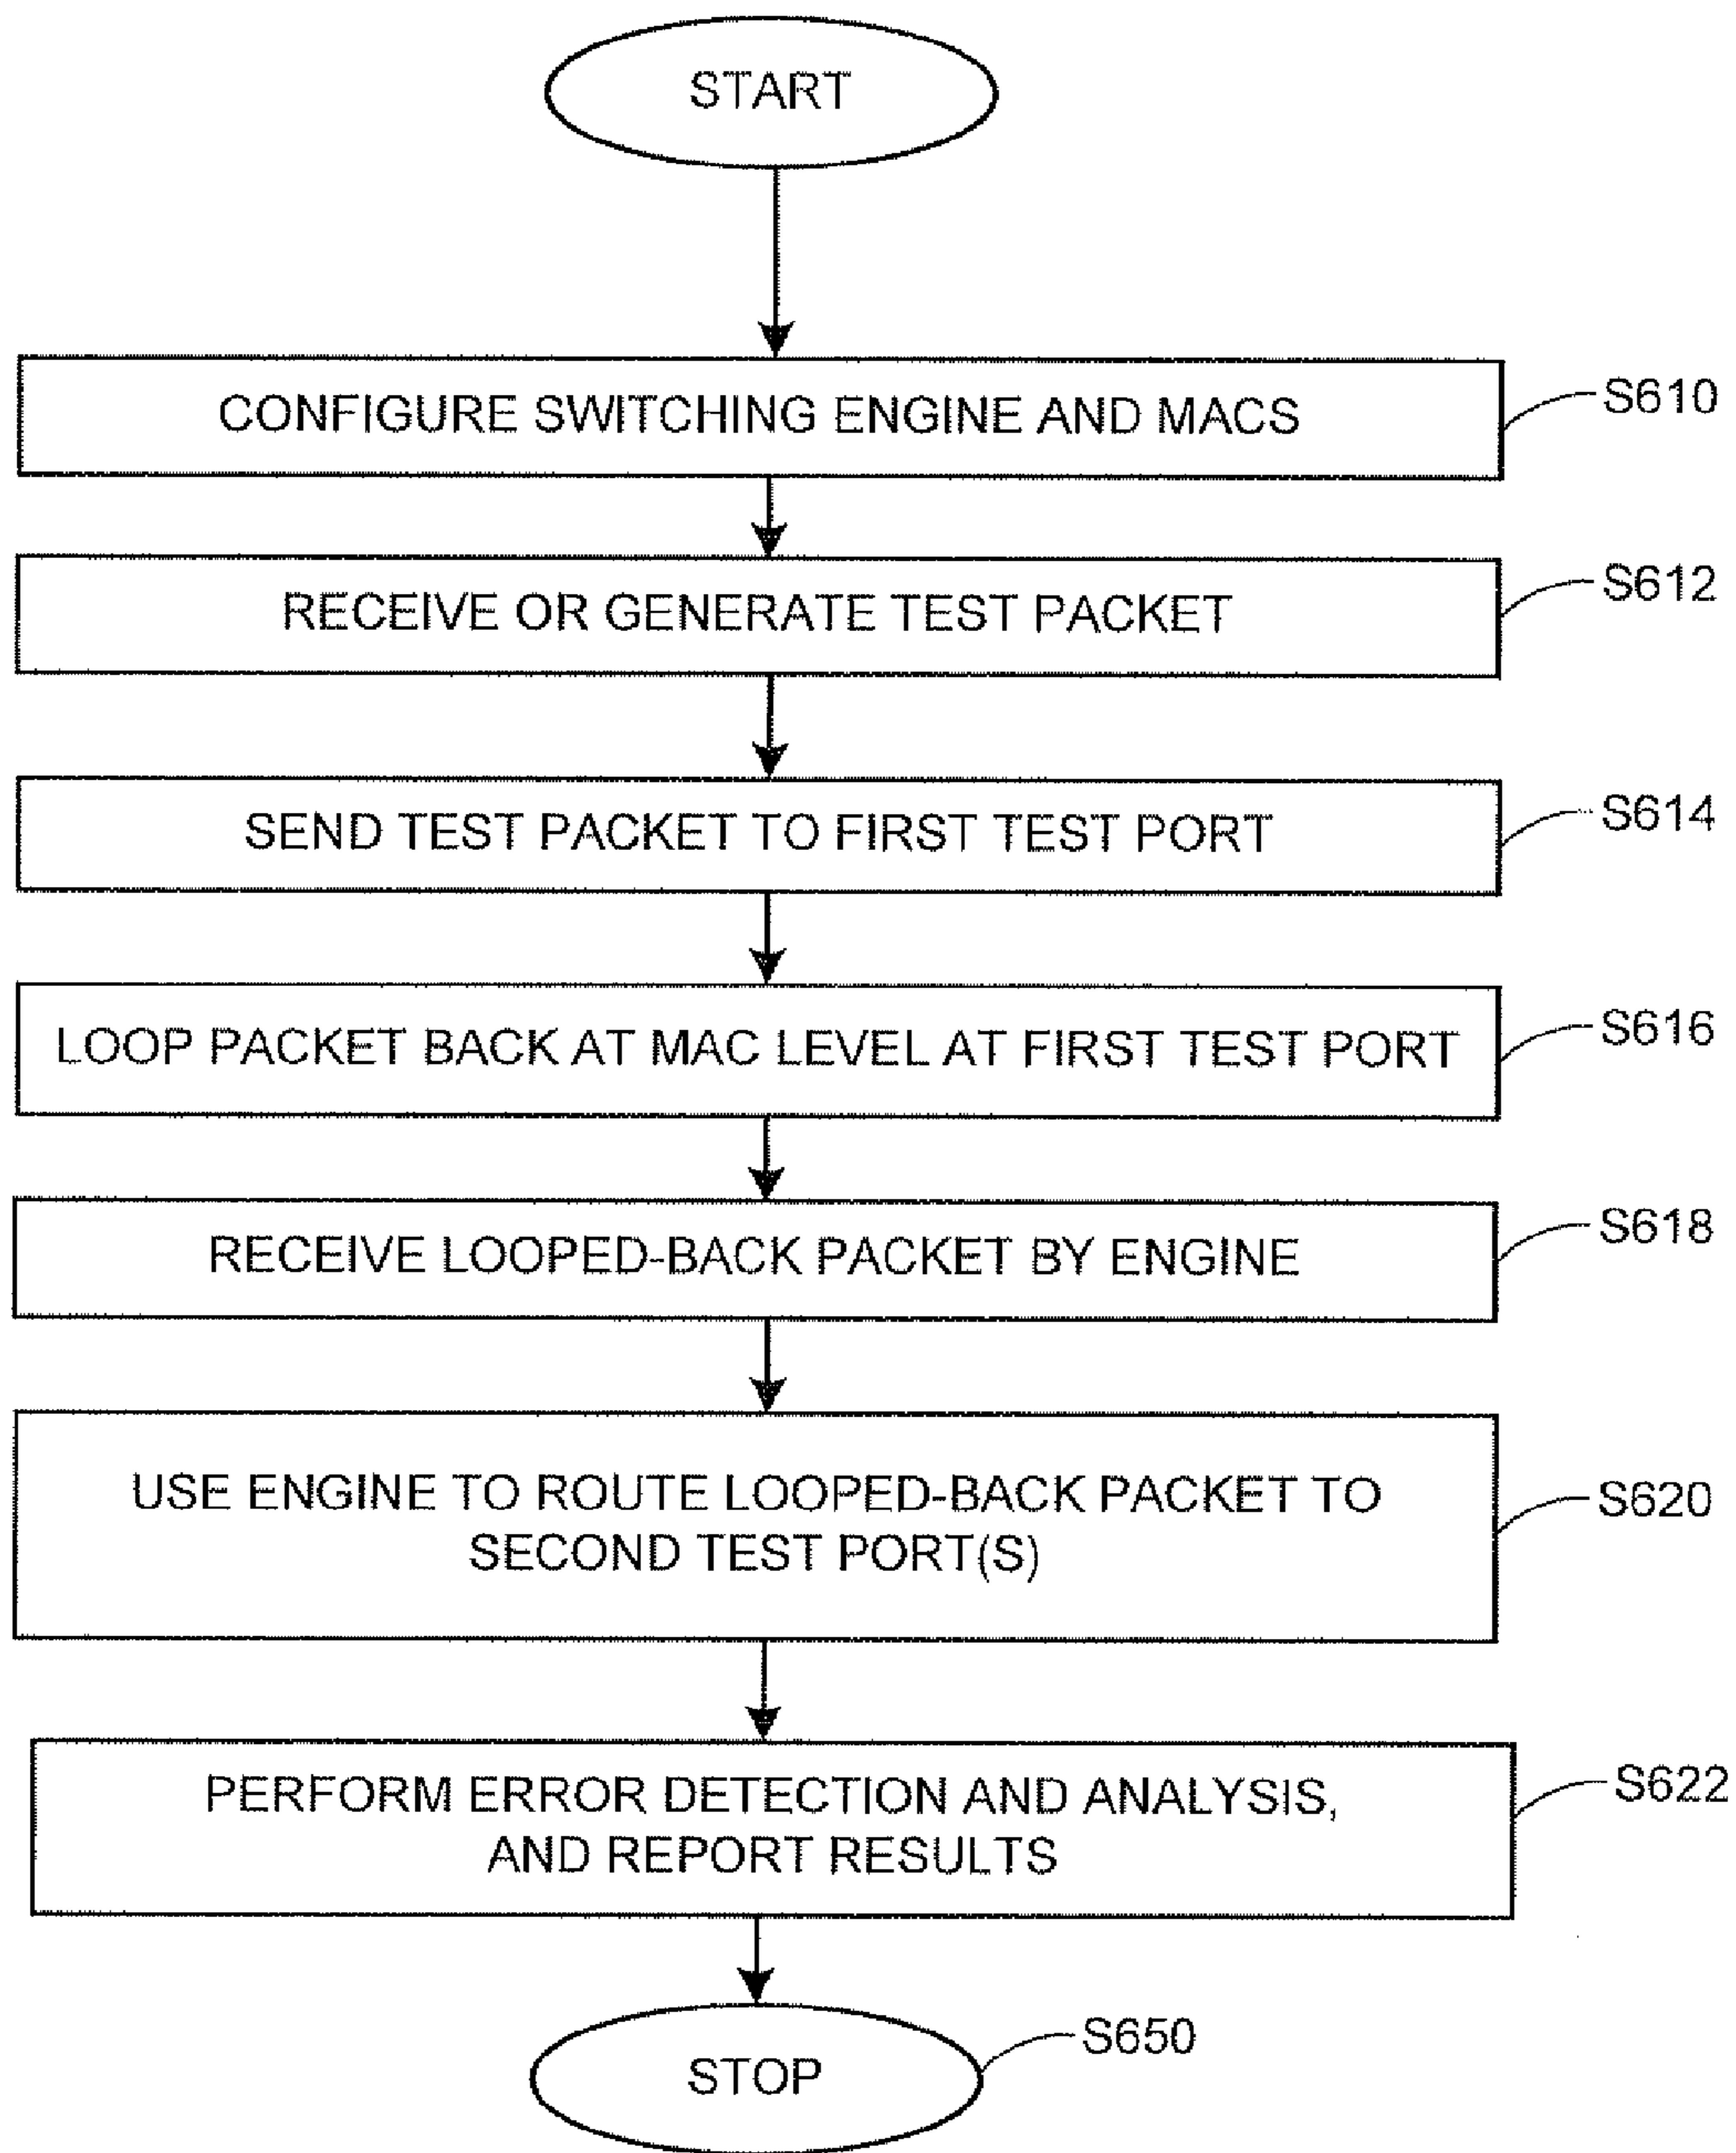 START
CONFIGURE SWITCHING ENGINE AND MACS
S610
RECEIVE OR GENERATE TEST PACKET
S612
SEND TEST PACKET TO FIRST TEST PORT
S614
LOOP PACKET BACK AT MAC LEVEL AT FIRST TEST PORT
S616
RECEIVE LOOPED-BACK PACKET BY ENGINE
S618
USE ENGINE TO ROUTE LOOPED-BACK PACKET TO
SECOND TEST PORT(S)
S620
PERFORM ERROR DETECTION AND ANALYSIS,
AND REPORT RESULTS
S622
STOP
S650